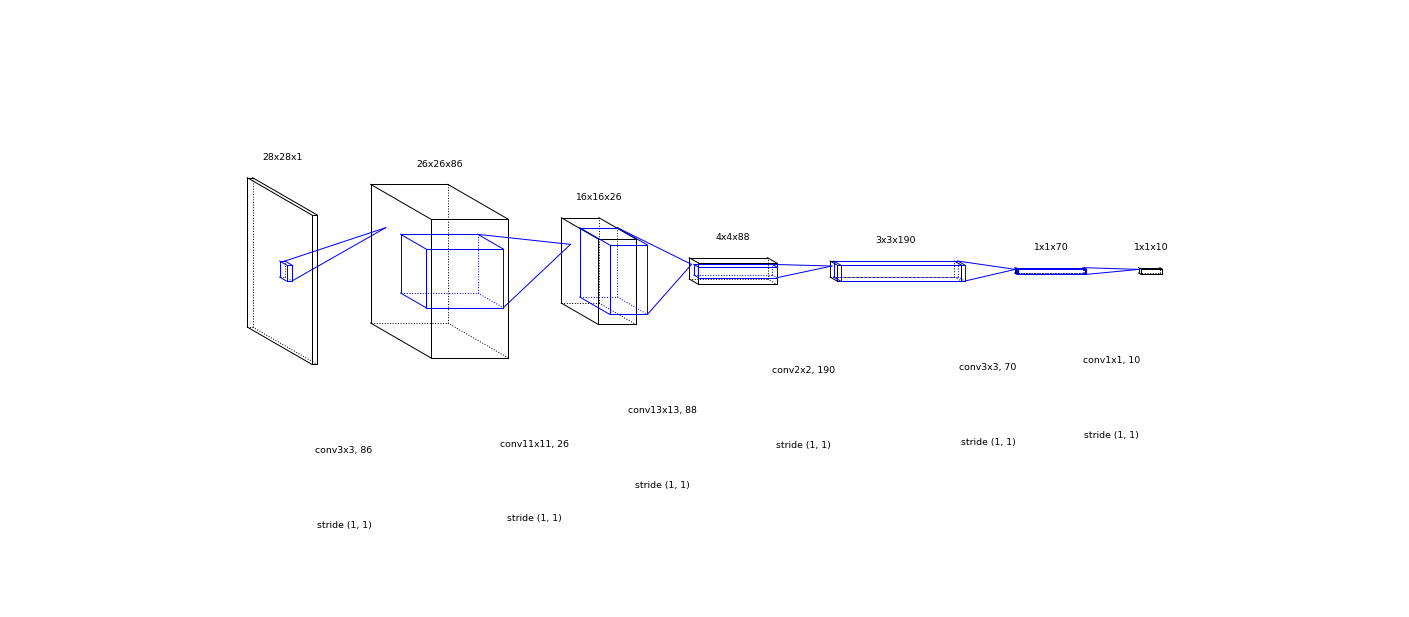 28x28x1
26x26x86
16x16x26
4x4x88
3x3x190
1x1x70
1x1x10
conv3x3, 86
stride (1, 1)
conv11x11, 26
stride (1, 1)
conv13x13, 88
stride (1, 1)
conv2x2, 190
stride (1, 1)
conv3x3, 70
stride (1, 1)
conv1x1, 10
stride (1, 1)